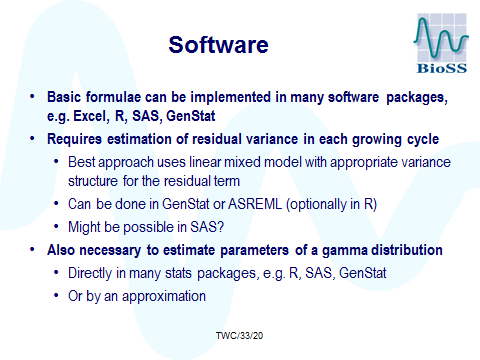 Software
BioSS
• Basic formulae can be implemented in many software packages,
e.g. Excel, R, SAS, GenStat
• Requires estimation of residual variance in each growing cycle
• Best approach uses linear mixed model with appropriate variance
structure for the residual term
• Can be done in GenStat or ASREML (optionally in R)
• Might be possible in SAS?
• Also necessary to estimate parameters of a gamma distribution
• Directly in many stats packages, e.g. R, SAS, GenStat
• Or by an approximation
TWC/33/20